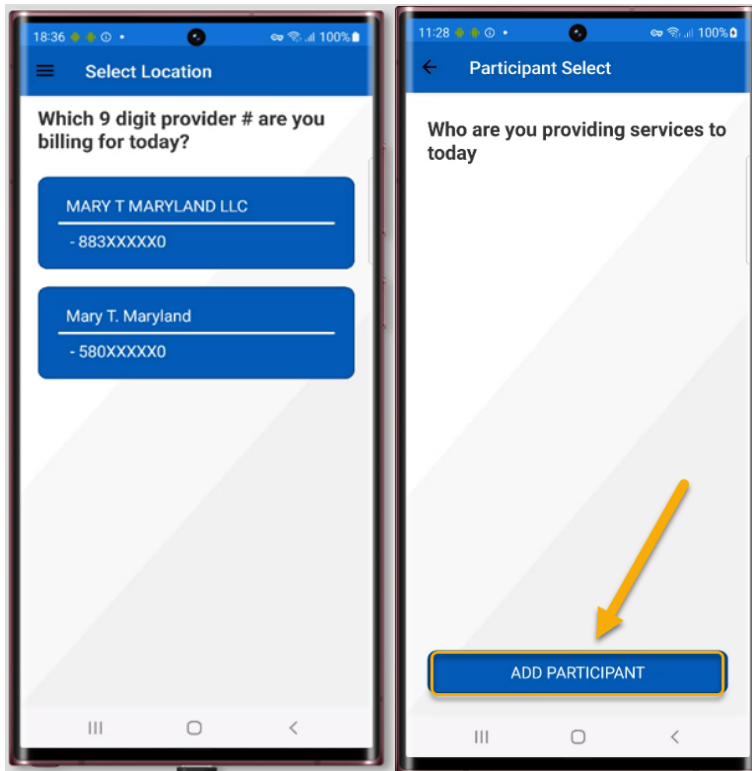 18:36
100%
Select Location
Which 9 digit provider # are you
billing for today?
MARY T MARYLAND LLC
- 883XXXXX0
Mary T. Maryland
- 580XXXXX0
11:28
100%
Participant Select
Who are you providing services to
today
ADD PARTICIPANT